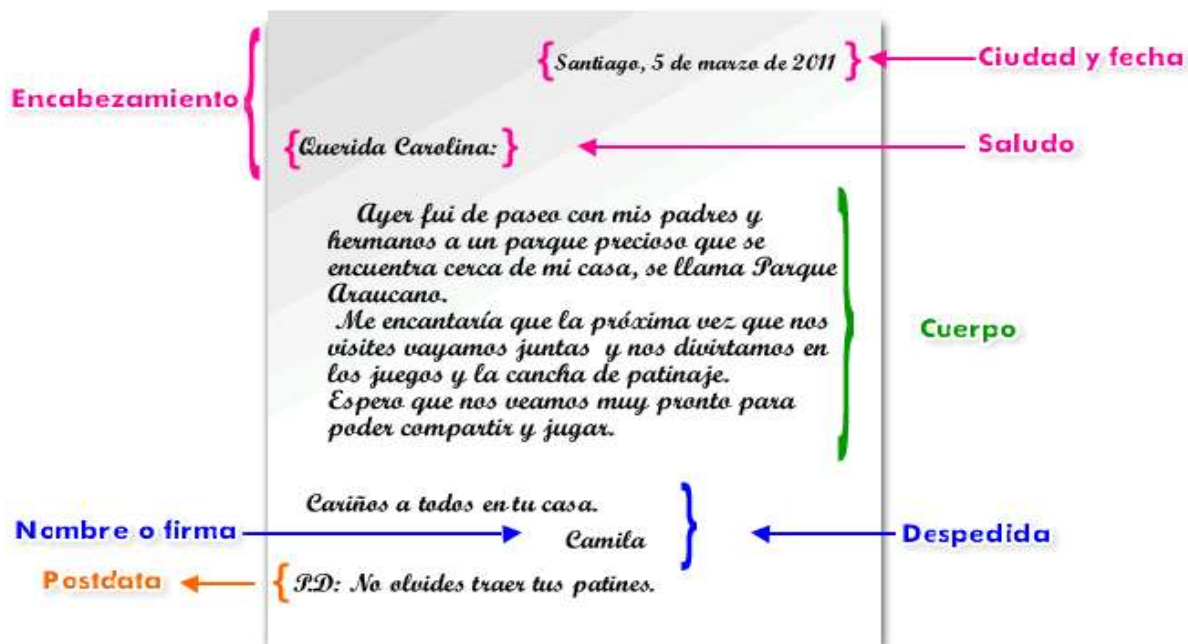 Santiago, 5 de marzo de 2011
Ciudad y fecha
Encabezamiento
Querida Carolina:
Saludo
Ayer fui de paseo con mis padres y
hermanos a un parque precioso que se
encuentra cerca de mi casa, se llama Parque
Araucano.
Me encantaría que la próxima vez que nos
visites vayamos juntas y nos divirtamos en
los juegos y la cancha de patinaje.
Espero que nos veamos muy pronto para
poder compartir y jugar.
Cuerpo
Cariños a todos en tu casa.
Nombre o firma
Camila
Despedida
Postdata
P.D: No olvides traer tus patines.